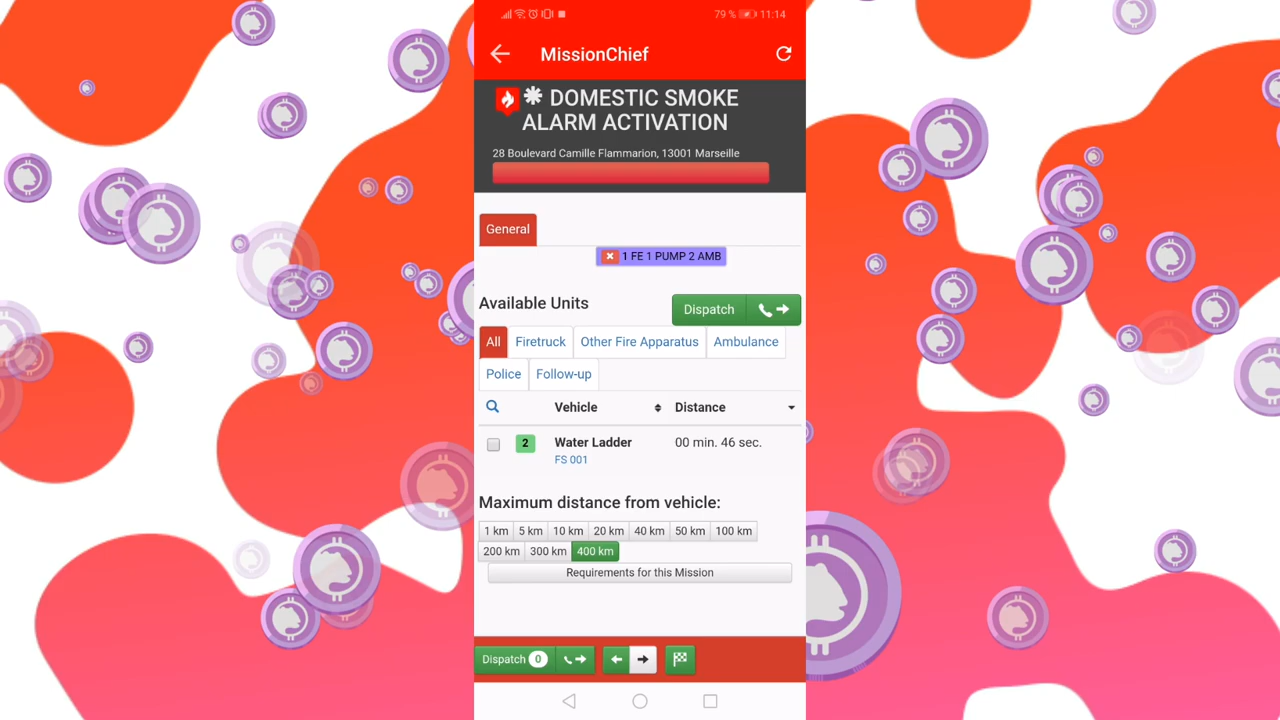 79 % 11:14
MissionChief
DOMESTIC SMOKE
ALARM ACTIVATION
28 Boulevard Camille Flammarion, 13001 Marseille
General
1 FE 1 PUMP 2 AMB
Available Units
Dispatch
All Firetruck Other Fire Apparatus Ambulance
Police Follow-up
Vehicle Distance
2 Water Ladder 00 min. 46 sec.
FS 001
Maximum distance from vehicle:
1 km 5 km 10 km 20 km 40 km 50 km 100 km
200 km 300 km 400 km
Requirements for this Mission
Dispatch 0